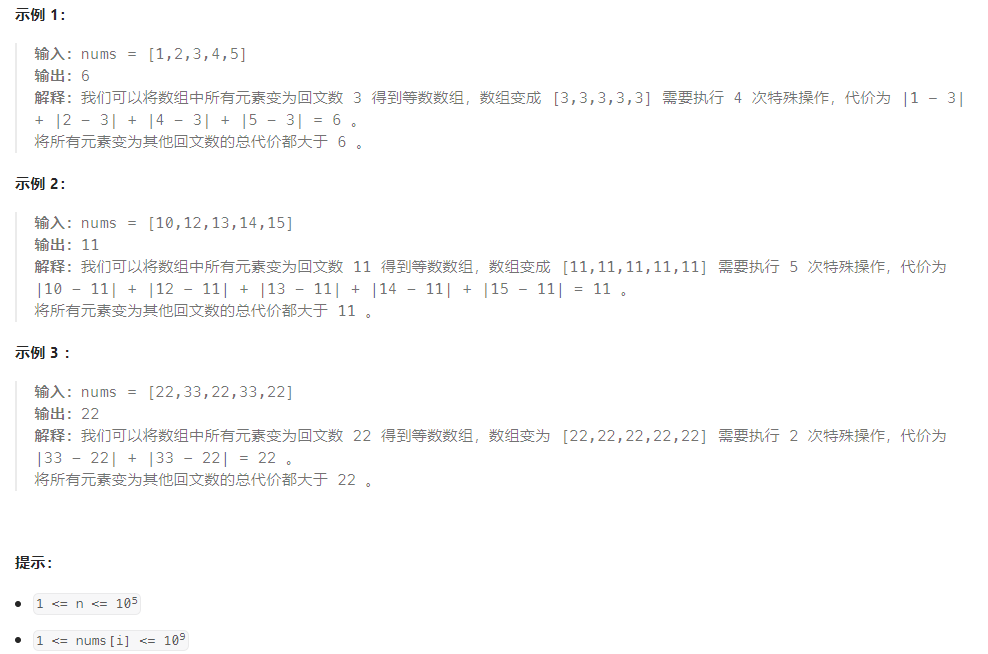 示例 1:
输入: nums = [1,2,3,4,5]
输出: 6
解释: 我们可以将数组中所有元素变为回文数 3 得到等数数组, 数组变成 [3,3,3,3,3] 需要执行 4 次特殊操作, 代价为 |1 - 3|
+ |2 - 3| + |4 - 3| + |5 - 3| = 6 。
将所有元素变为其他回文数的总代价都大于 6 。
示例 2:
输入: nums = [10,12,13,14,15]
输出: 11
解释: 我们可以将数组中所有元素变为回文数 11 得到等数数组, 数组变成 [11,11,11,11,11] 需要执行 5 次特殊操作, 代价为
|10 - 11| + |12 - 11| + |13 - 11| + |14 - 11| + |15 - 11| = 11 。
将所有元素变为其他回文数的总代价都大于 11 。
示例 3 :
输入: nums = [22,33,22,33,22]
输出: 22
解释: 我们可以将数组中所有元素变为回文数 22 得到等数数组, 数组变为 [22,22,22,22,22] 需要执行 2 次特殊操作, 代价为
|33 - 22| + |33 - 22| = 22 。
将所有元素变为其他回文数的总代价都大于 22 。
提示:
• 1 <= n <= 10⁵
• 1 <= nums[i] <= 10⁹